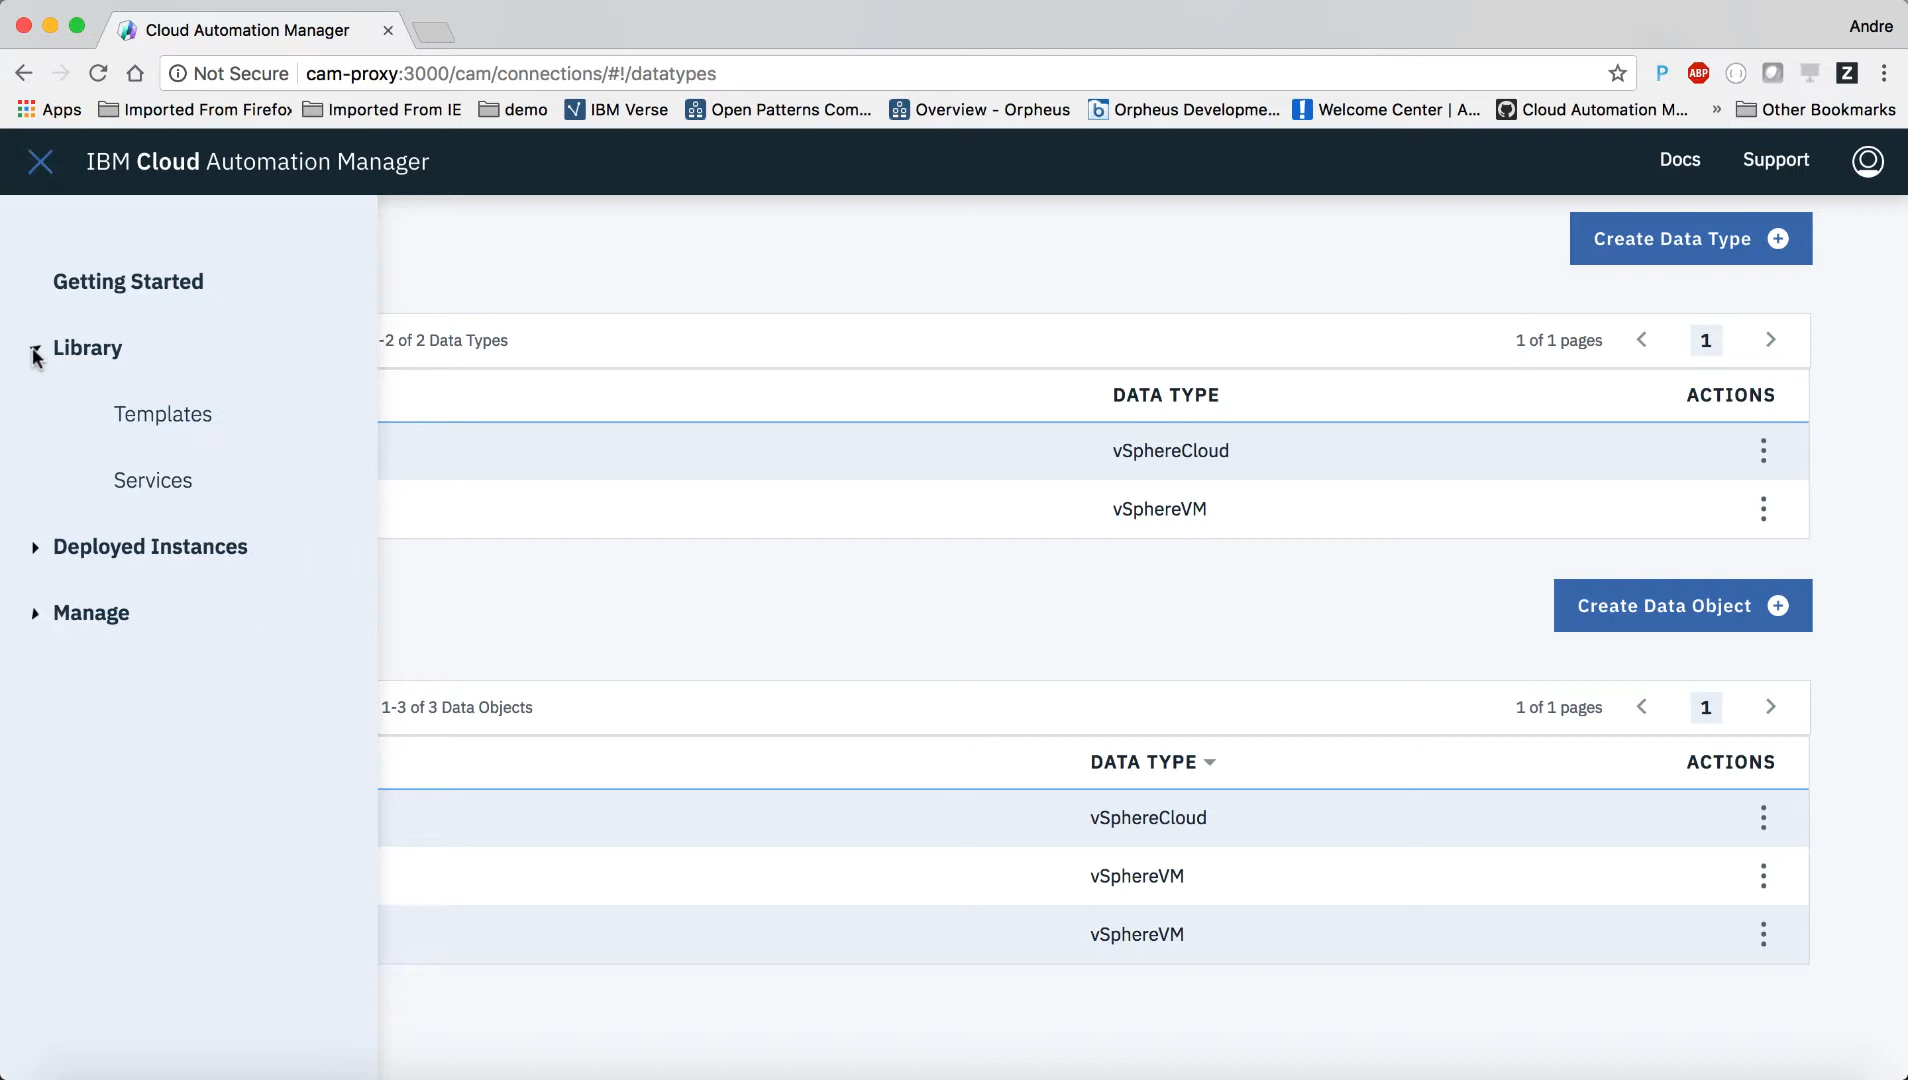 Cloud Automation Manager
Andre
Not Secure cam-proxy:3000/cam/connections/#!/datatypes
P ABP Z
Apps Imported From Firefox Imported From IE demo IBM Verse Open Patterns Com... Overview - Orpheus Orpheus Developme... Welcome Center | A... Cloud Automation M... » Other Bookmarks
IBM Cloud Automation Manager Docs Support
Create Data Type
Getting Started
Library
-2 of 2 Data Types 1 of 1 pages 1
DATA TYPE ACTIONS
Templates
vSphereCloud
Services
vSphereVM
Deployed Instances
Manage
Create Data Object
1-3 of 3 Data Objects 1 of 1 pages 1
DATA TYPE ACTIONS
vSphereCloud
vSphereVM
vSphereVM